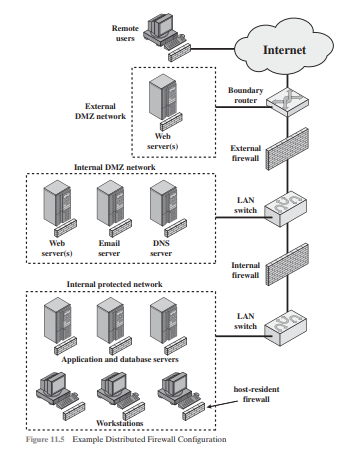 Remote
users
Internet
Boundary
router
External
DMZ network
Web
server(s)
External
firewall
Internal DMZ network
LAN
switch
Web
server(s)
Email
server
DNS
server
Internal
firewall
Internal protected network
LAN
switch
Application and database servers
host-resident
firewall
Workstations
Figure 11.5 Example Distributed Firewall Configuration